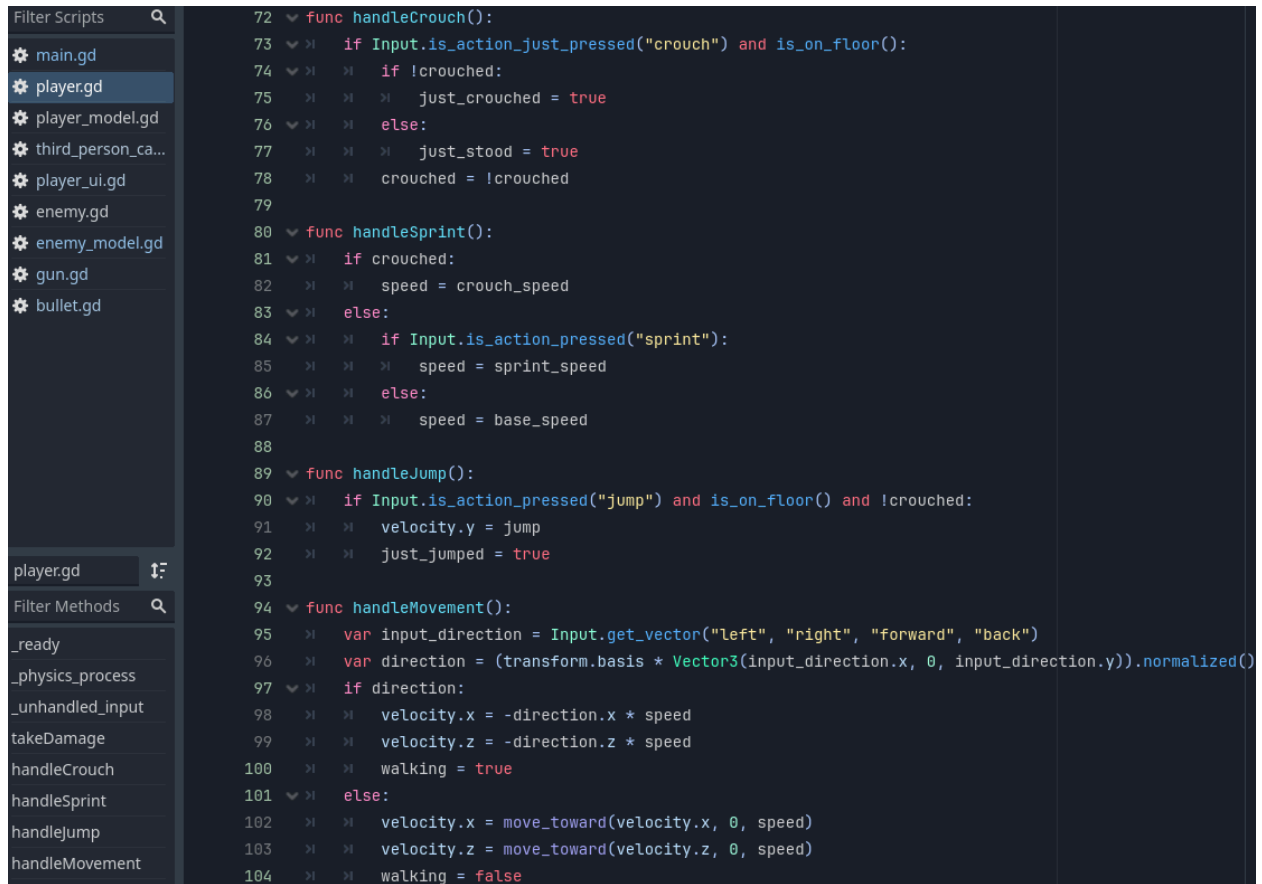 Filter Scripts
main.gd
player.gd
player_model.gd
third_person_ca...
player_ui.gd
enemy.gd
enemy_model.gd
gun.gd
bullet.gd
player.gd
Filter Methods
_ready
_physics_process
_unhandled_input
takeDamage
handleCrouch
handleSprint
handleJump
handleMovement
72 func handleCrouch():
73 if Input.is_action_just_pressed("crouch") and is_on_floor():
74 if !crouched:
75 just_crouched = true
76 else:
77 just_stood = true
78 crouched = !crouched
79
80 func handleSprint():
81 if crouched:
82 speed = crouch_speed
83 else:
84 if Input.is_action_pressed("sprint"):
85 speed = sprint_speed
86 else:
87 speed = base_speed
88
89 func handleJump():
90 if Input.is_action_pressed("jump") and is_on_floor() and !crouched:
91 velocity.y = jump
92 just_jumped = true
93
94 func handleMovement():
95 var input_direction = Input.get_vector("left", "right", "forward", "back")
96 var direction = (transform.basis * Vector3(input_direction.x, 0, input_direction.y)).normalized()
97 if direction:
98 velocity.x = -direction.x * speed
99 velocity.z = -direction.z * speed
100 walking = true
101 else:
102 velocity.x = move_toward(velocity.x, 0, speed)
103 velocity.z = move_toward(velocity.z, 0, speed)
104 walking = false